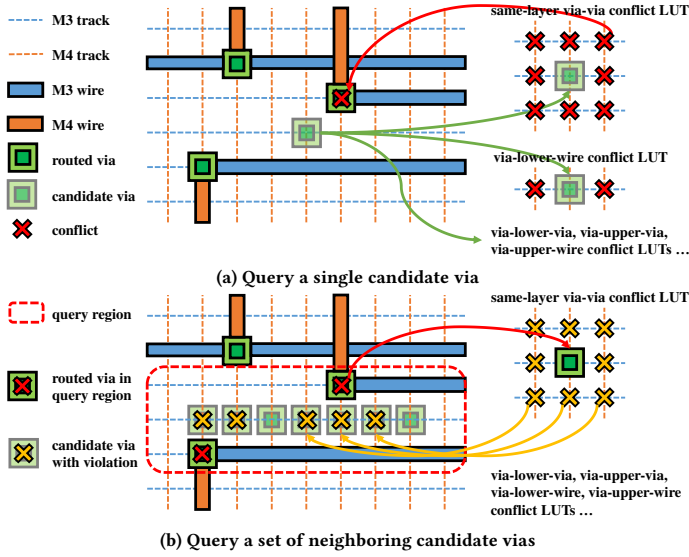 M3 track
M4 track
M3 wire
M4 wire
routed via
candidate via
conflict
same-layer via-via conflict LUT
via-lower-wire conflict LUT
via-lower-via, via-upper-via,
via-upper-wire conflict LUTs ...
(a) Query a single candidate via
query region
routed via in
query region
candidate via
with violation
same-layer via-via conflict LUT
via-lower-via, via-upper-via,
via-lower-wire, via-upper-wire
conflict LUTs ...
(b) Query a set of neighboring candidate vias